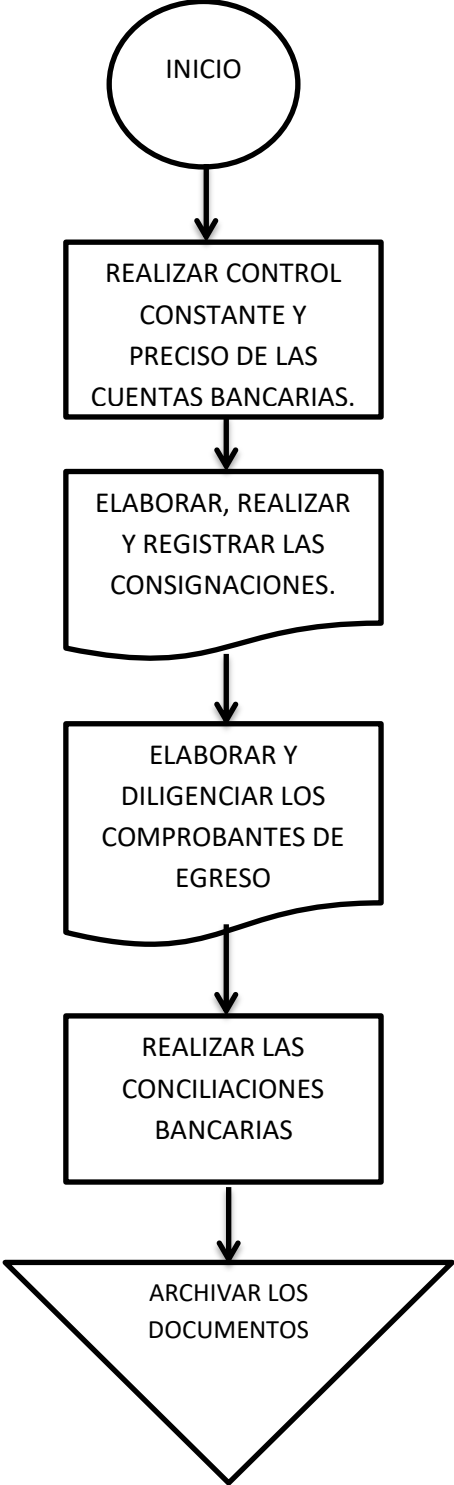 INICIO
REALIZAR CONTROL
CONSTANTE Y
PRECISO DE LAS
CUENTAS BANCARIAS.
ELABORAR, REALIZAR
Y REGISTRAR LAS
CONSIGNACIONES.
ELABORAR Y
DILIGENCIAR LOS
COMPROBANTES DE
EGRESO
REALIZAR LAS
CONCILIACIONES
BANCARIAS
ARCHIVAR LOS
DOCUMENTOS